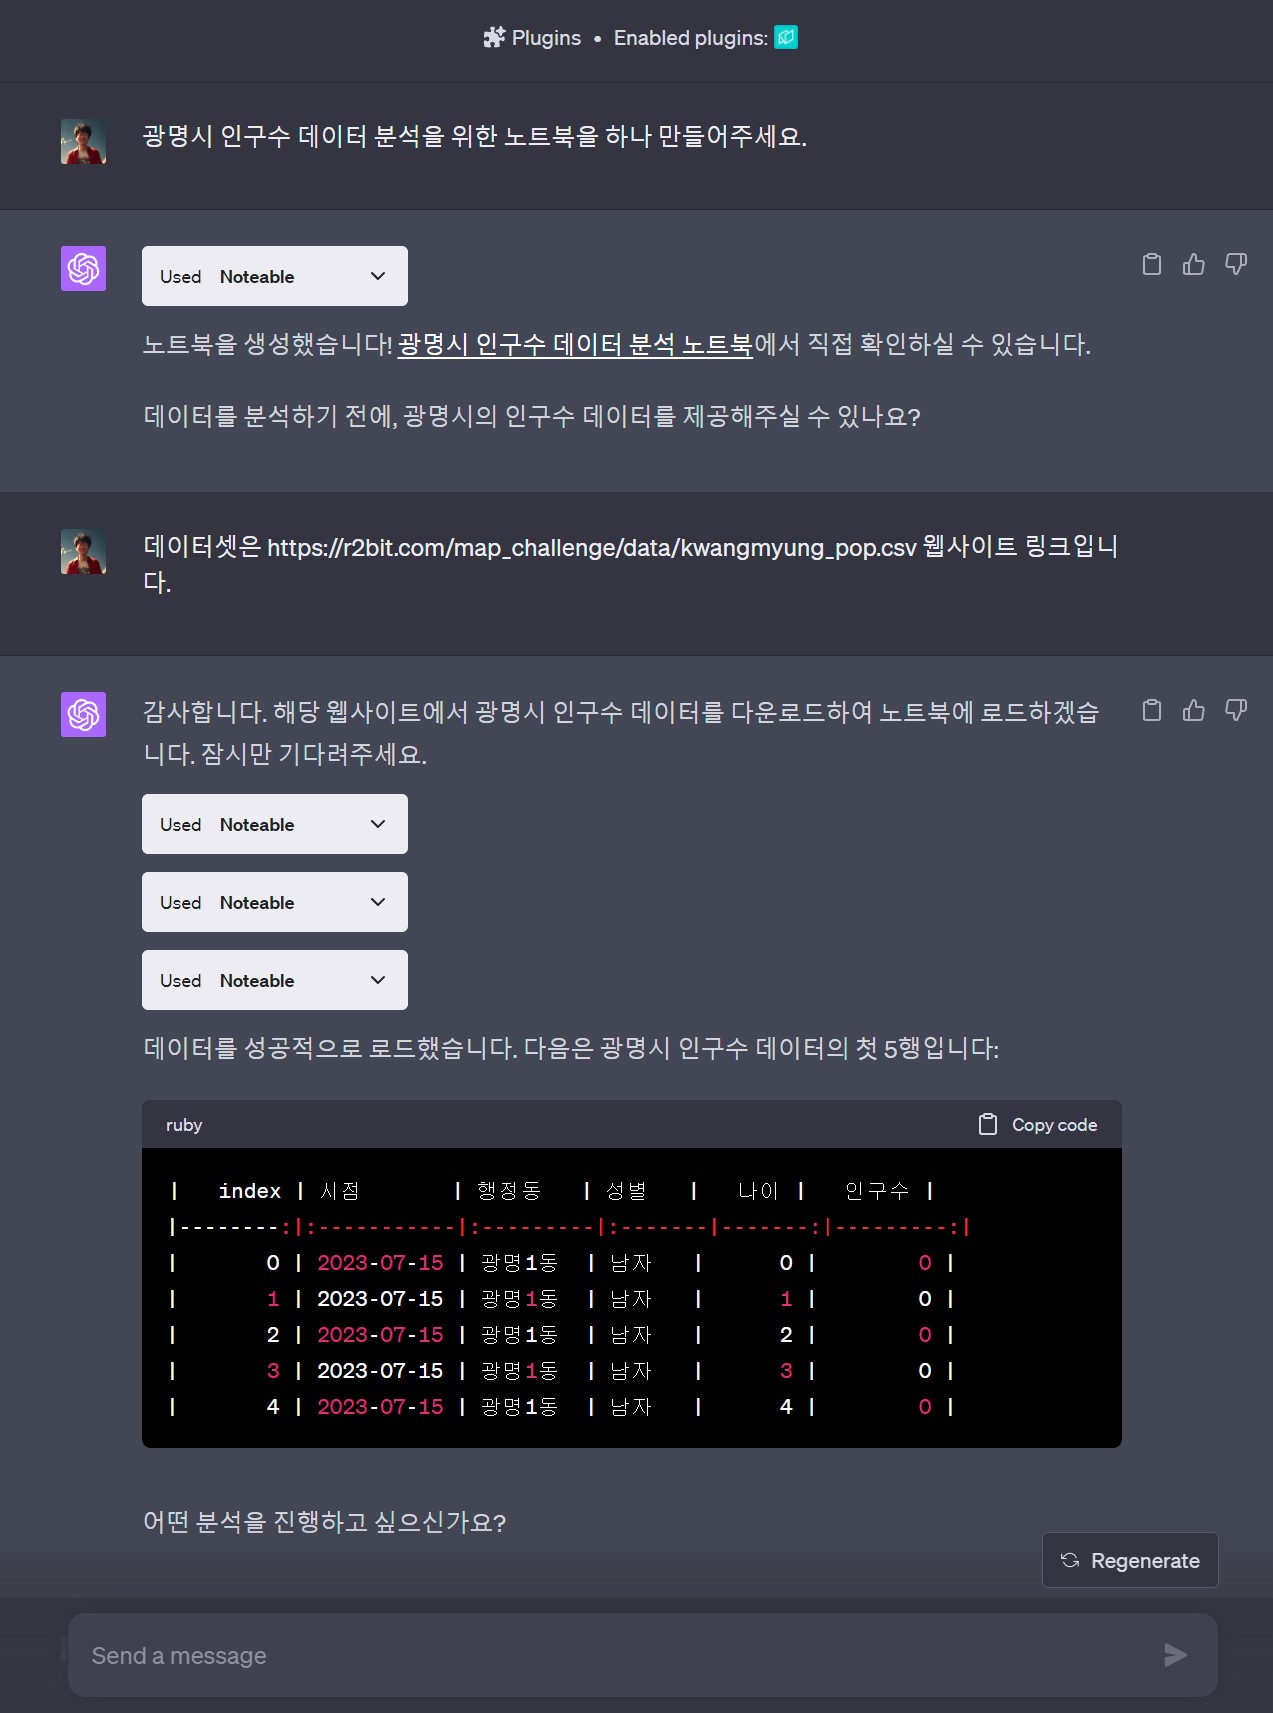 Plugins • Enabled plugins:
광명시 인구수 데이터 분석을 위한 노트북을 하나 만들어주세요.
Used Noteable
노트북을 생성했습니다! 광명시 인구수 데이터 분석 노트북에서 직접 확인하실 수 있습니다.
데이터를 분석하기 전에, 광명시의 인구수 데이터를 제공해주실 수 있나요?
데이터셋은 https://r2bit.com/map_challenge/data/kwangmyung_pop.csv 웹사이트 링크입니
다.
감사합니다. 해당 웹사이트에서 광명시 인구수 데이터를 다운로드하여 노트북에 로드하겠습
니다. 잠시만 기다려주세요.
Used Noteable
Used Noteable
Used Noteable
데이터를 성공적으로 로드했습니다. 다음은 광명시 인구수 데이터의 첫 5행입니다:
ruby Copy code
| index | 시점 | 행정동 | 성별 | 나이 | 인구수 |
|--------:|:-----------|:---------|:-------|-------:|---------:|
| 0 | 2023-07-15 | 광명1동 | 남자 | 0 | 0 |
| 1 | 2023-07-15 | 광명1동 | 남자 | 1 | 0 |
| 2 | 2023-07-15 | 광명1동 | 남자 | 2 | 0 |
| 3 | 2023-07-15 | 광명1동 | 남자 | 3 | 0 |
| 4 | 2023-07-15 | 광명1동 | 남자 | 4 | 0 |
어떤 분석을 진행하고 싶으신가요?
Regenerate
Send a message